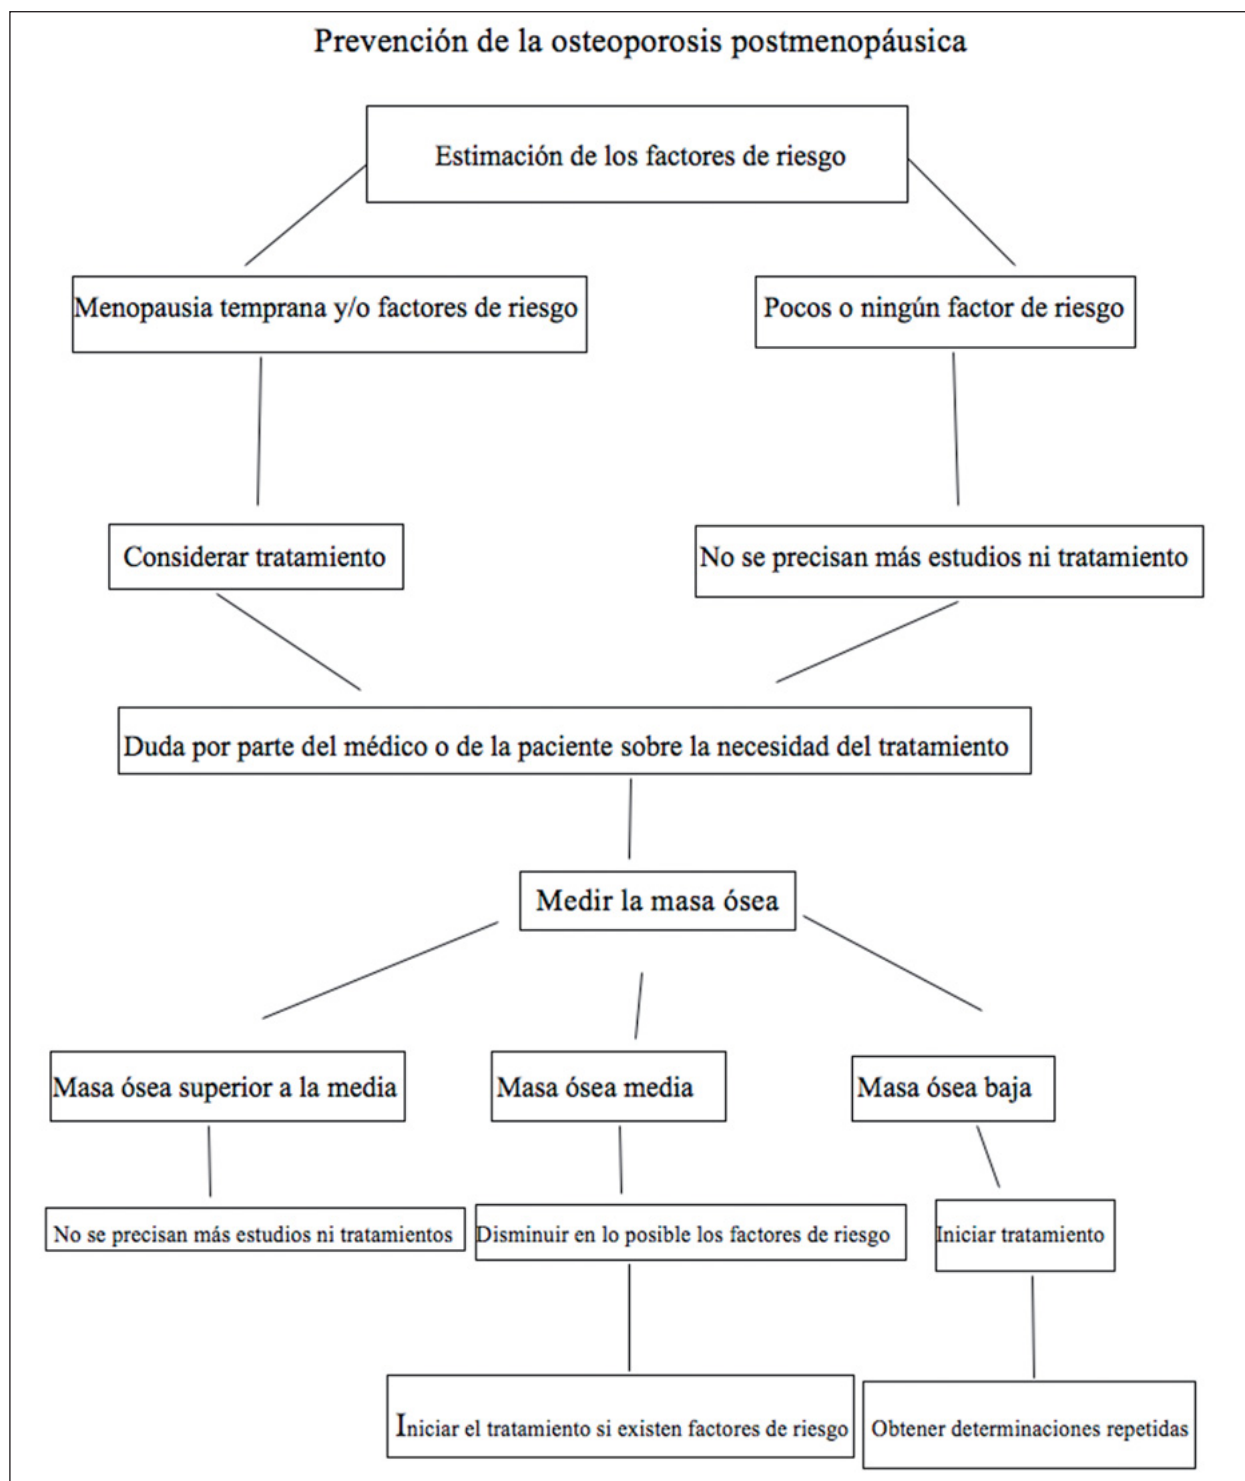 Prevención de la osteoporosis postmenopáusica
Estimación de los factores de riesgo
Menopausia temprana y/o factores de riesgo
Pocos o ningún factor de riesgo
Considerar tratamiento
No se precisan más estudios ni tratamiento
Duda por parte del médico o de la paciente sobre la necesidad del tratamiento
Medir la masa ósea
Masa ósea superior a la media
Masa ósea media
Masa ósea baja
No se precisan más estudios ni tratamientos
Disminuir en lo posible los factores de riesgo
Iniciar tratamiento
Iniciar el tratamiento si existen factores de riesgo
Obtener determinaciones repetidas